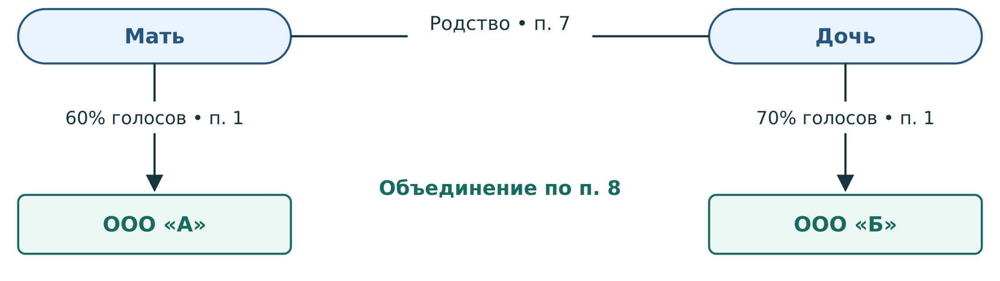 Мать
Родство • п. 7
Дочь
60% голосов • п. 1
70% голосов • п. 1
Объединение по п. 8
ООО «А»
ООО «Б»